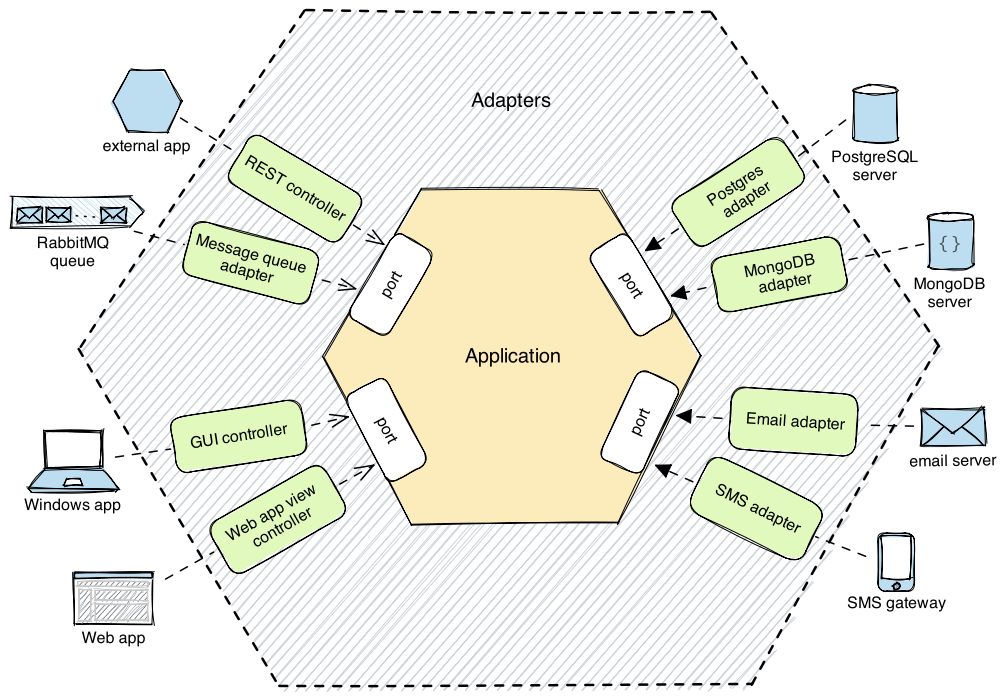 Adapters
external app
REST controller
RabbitMQ
queue
Message queue
adapter
port
Postgres
adapter
PostgreSQL
server
MongoDB
adapter
{ }
MongoDB
server
port
Application
Windows app
GUI controller
port
Web app
Web app view
controller
port
Email adapter
email server
SMS adapter
SMS gateway